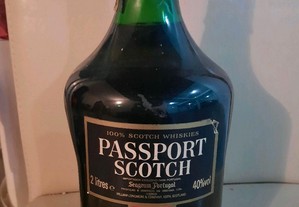 100% SCOTCH WHISKIES
PASSPORT
SCOTCH
Seagram Portugal
2 litres
40%vol